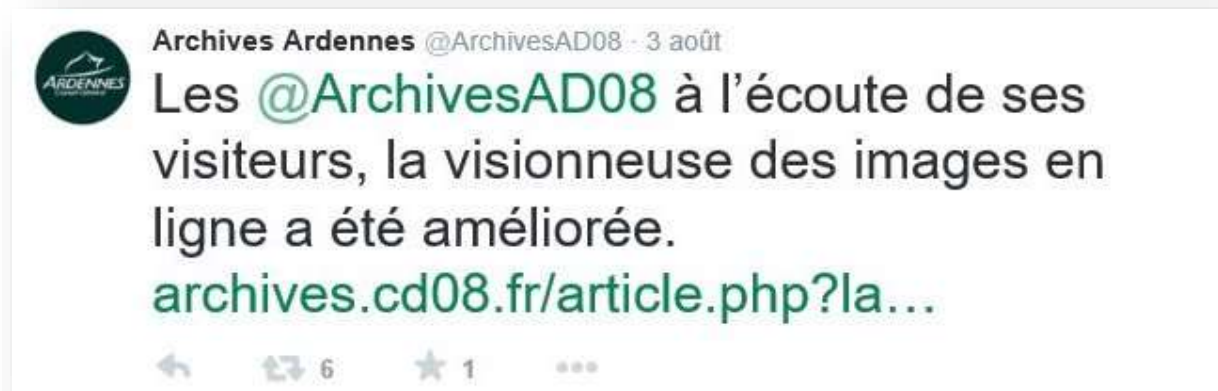 Archives Ardennes @ArchivesAD08 · 3 août
ARDENNES
Les @ArchivesAD08 à l’écoute de ses
visiteurs, la visionneuse des images en
ligne a été améliorée.
archives.cd08.fr/article.php?la…
6 1